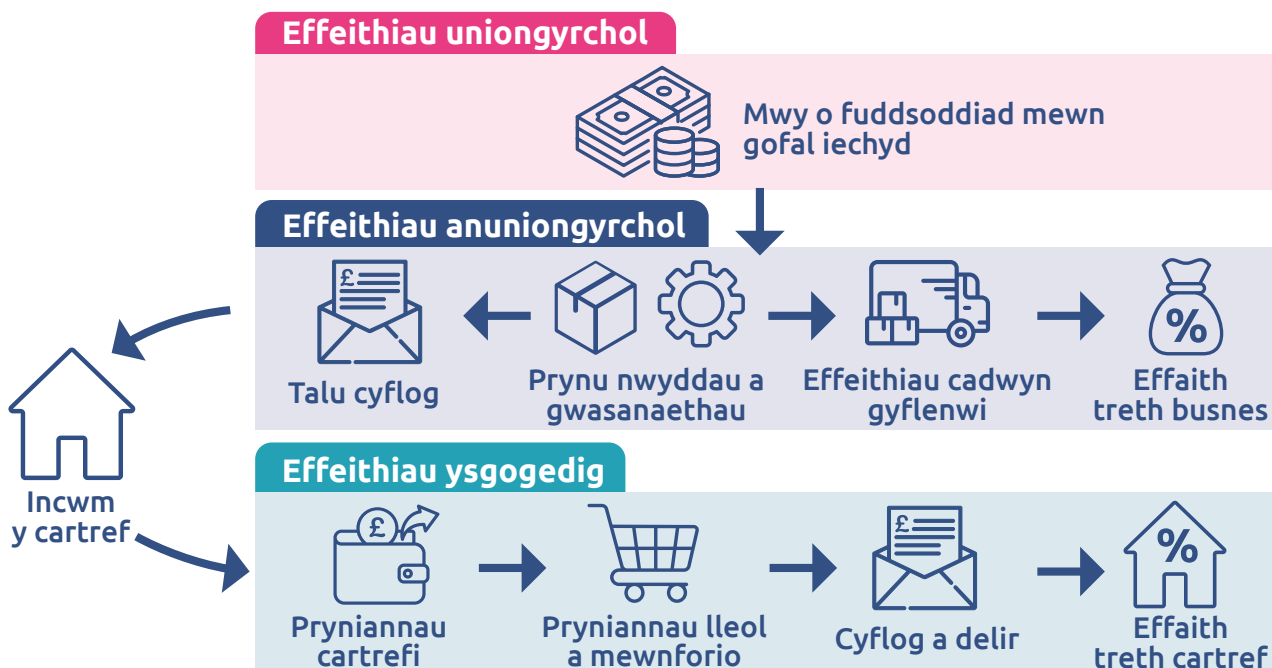 Effeithiau uniongyrchol
Mwy o fuddsoddiad mewn
gofal iechyd
Effeithiau anuniongyrchol
£
Talu cyflog
Prynu nwyddau a
gwasanaethau
Effeithiau cadwyn
gyflenwi
%
Effaith
treth busnes
Incwm
y cartref
Effeithiau ysgogedig
£
Pryniannau
cartrefi
Pryniannau lleol
a mewnforio
£
Cyflog a delir
%
Effaith
treth cartref